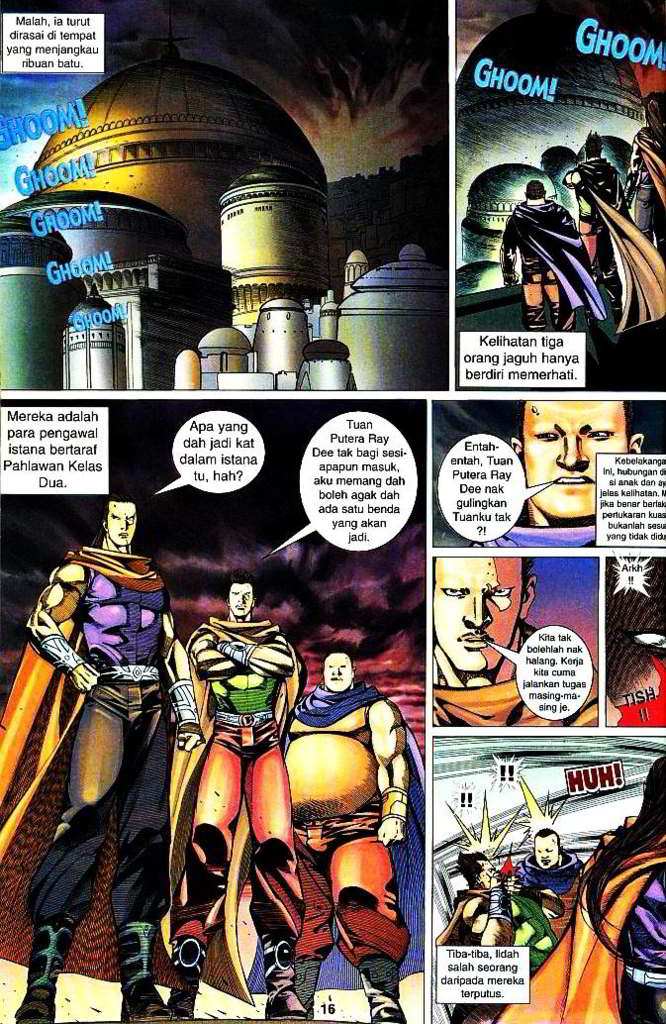 Malah, ia turut
dirasai di tempat
yang menjangkau
ribuan batu.
GHOOM!
GHOOM!
GHOOM!
GHOOM!
GHOOM!
GHOOM!
GHOOM!
Kelihatan tiga
orang jaguh hanya
berdiri memerhati.
Mereka adalah
para pengawal
istana bertaraf
Pahlawan Kelas
Dua.
Apa yang
dah jadi kat
dalam istana
tu, hah?
Tuan
Putera Ray
Dee tak bagi sesi-
apapun masuk,
aku memang dah
boleh agak dah
ada satu benda
yang akan
jadi.
Entah-
entah, Tuan
Putera Ray
Dee nak
gulingkan
Tuanku tak
?!
Kebelakangan
ini, hubungan di
si anak dan ay
jelas kelihatan.
jika benar berlak
pertukaran kuas
bukanlah sesu
yang tidak didu
Kita tak
bolehlah nak
halang. Kerja
kita cuma
jalankan tugas
masing-ma-
sing je.
Arkh
!!
TISH
!!
!!
!!
HUH!
Tiba-tiba, lidah
salah seorang
daripada mereka
terputus.
16